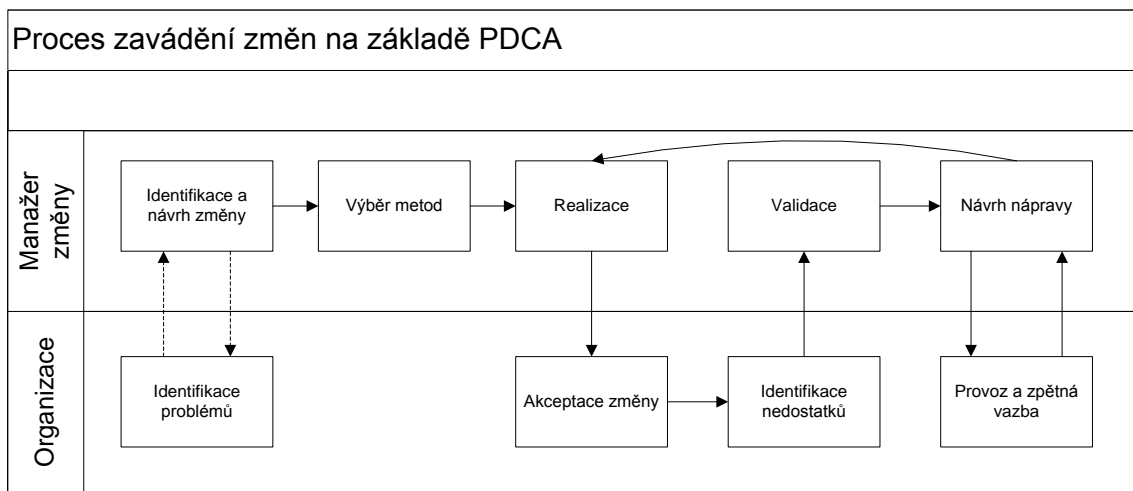 Proces zavádění změn na základě PDCA
Manažer
změny
Identifikace a
návrh změny
Výběr metod
Realizace
Validace
Návrh nápravy
Organizace
Identifikace
problémů
Akceptace změny
Identifikace
nedostatků
Provoz a zpětná
vazba